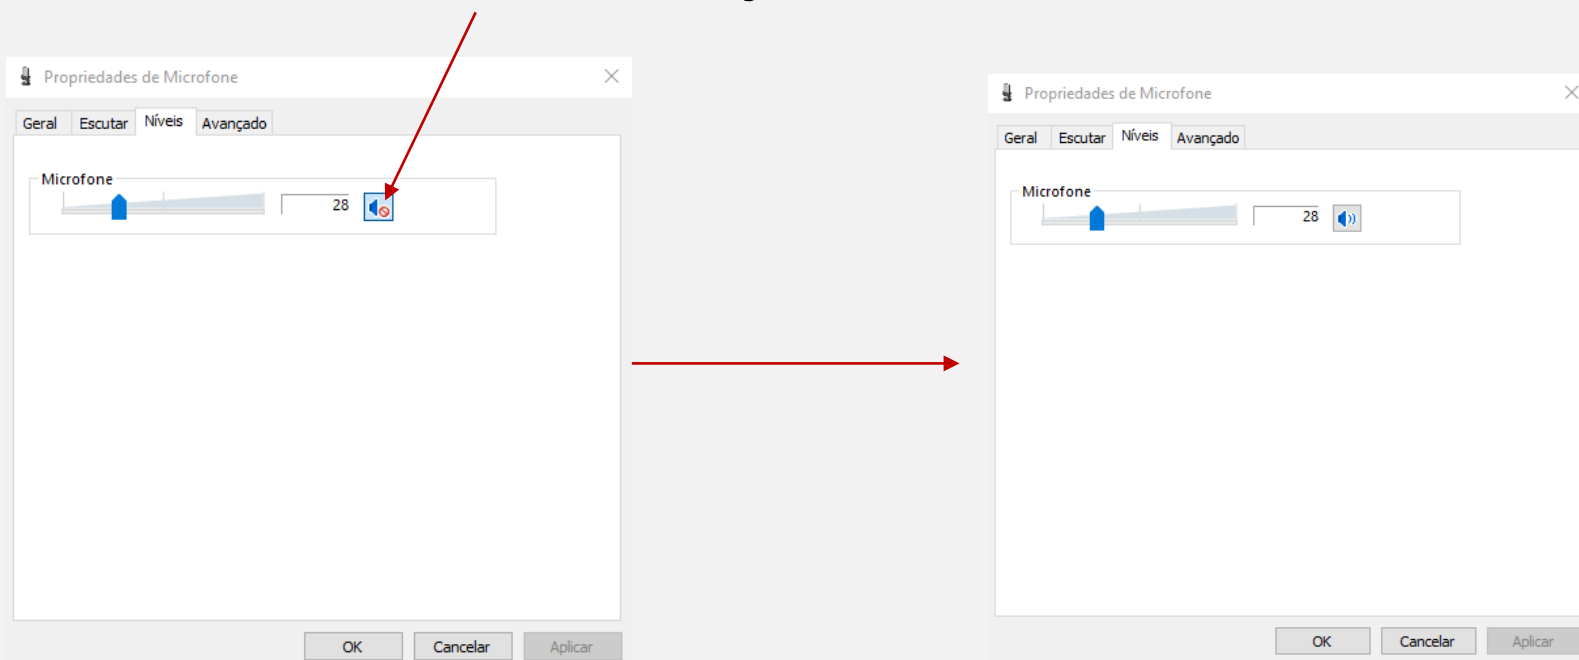 Propriedades de Microfone
Geral Escutar Níveis Avançado
Microfone
28
OK Cancelar Aplicar
Propriedades de Microfone
Geral Escutar Níveis Avançado
Microfone
28
OK Cancelar Aplicar